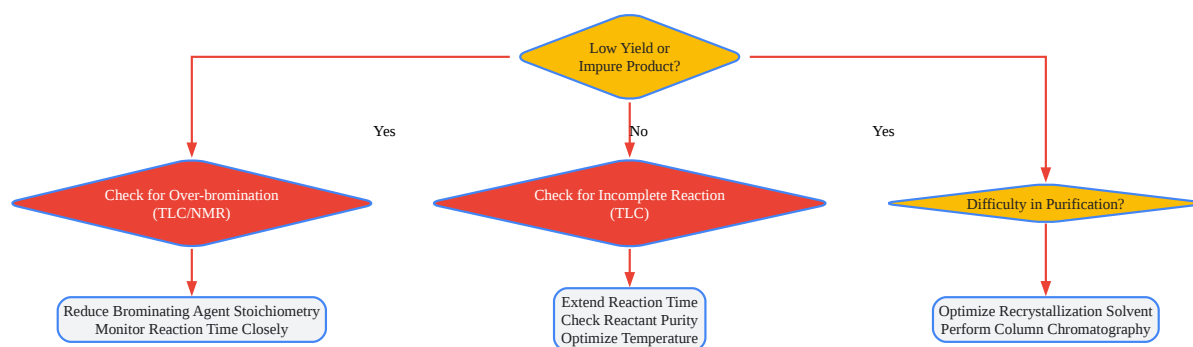 Low Yield or
Impure Product?
Yes
No
Yes
Check for Over-bromination
(TLC/NMR)
Check for Incomplete Reaction
(TLC)
Difficulty in Purification?
Reduce Brominating Agent Stoichiometry
Monitor Reaction Time Closely
Extend Reaction Time
Check Reactant Purity
Optimize Temperature
Optimize Recrystallization Solvent
Perform Column Chromatography